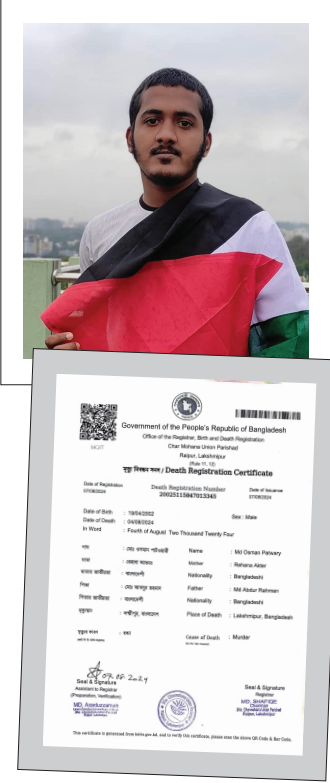 Government of the People's Republic of Bangladesh
Office of the Registrar, Birth and Death Registration
Char Mohana Union Parishad
Raipur, Lakshmipur
(Rule 11, 12)
মৃত্যু নিবন্ধন সনদ / Death Registration Certificate
Date of Registration
07/08/2024
Death Registration Number
20025115847013345
Date of Issuance
07/08/2024
Date of Birth : 19/04/2002
Sex : Male
Date of Death : 04/08/2024
In Word : Fourth of August Two Thousand Twenty Four
নাম : মোঃ ওসমান পাটওয়ারী
Name : Md Osman Patwary
মাতা : রেহানা আক্তার
Mother : Rehana Akter
মাতার জাতীয়তা : বাংলাদেশী
Nationality : Bangladeshi
পিতা : মোঃ আবদুর রহমান
Father : Md Abdur Rahman
পিতার জাতীয়তা : বাংলাদেশী
Nationality : Bangladeshi
মৃত্যুস্থান : লক্ষ্মীপুর, বাংলাদেশ
Place of Death : Lakshmipur, Bangladesh
মৃত্যুর কারণ : হত্যা
Cause of Death : Murder
07.08.2024
Seal & Signature
Assistant to Registrar
(Preparation, Verification)
MD. Asaduzzaman
Seal & Signature
Registrar
MD. SHAFIQE
Chairman
Raipur, Lakshmipur
This certificate is generated from bdris.gov.bd, and to verify this certificate, please scan the above QR Code & Bar Code.